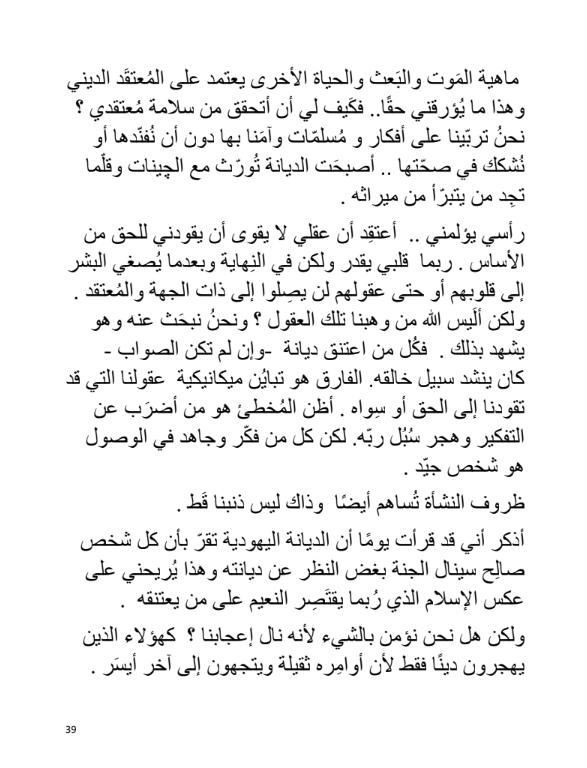 ماهية المَوت والبَعث والحياة الأخرى يعتمد على المُعتقَد الديني
وهذا ما يُؤرقني حقًا.. فكَيف لي أن أتحقق من سلامة مُعتقدي ؟
نحنُ تربّينا على أفكار و مُسلمّات وآمَنا بها دون أن نُفنّدها أو
نُشكك في صحّتها .. أصبحَت الديانة تُورّث مع الچِينات وقلّما
تجِد من يتبرّأ من ميراثه .
رأسي يؤلمني .. أعتقِد أن عقلي لا يقوى أن يقودني للحق من
الأساس . ربما قلبي يقدر ولكن في النهاية وبعدما يُصغي البشر
إلى قلوبهم أو حتى عقولهم لن يصِلوا إلى ذات الجهة والمُعتقد .
ولكن ألَيس الله من وهبنا تلك العقول ؟ ونحنُ نبحَث عنه وهو
يشهد بذلك . فكُل من اعتنق ديانة -وإن لم تكن الصواب -
كان ينشد سبيل خالقه. الفارق هو تبايُن ميكانيكية عقولنا التي قد
تقودنا إلى الحق أو سِواه . أظن المُخطئ هو من أضرَب عن
التفكير وهجر سُبُل ربّه. لكن كل من فكّر وجاهد في الوصول
هو شخص جيّد .
ظروف النشأة تُساهم أيضًا وذاك ليس ذنبنا قَط .
أذكر أني قد قرأت يومًا أن الديانة اليهودية تقرّ بأن كل شخص
صالِح سينال الجنة بغض النظر عن ديانته وهذا يُريحني على
عكس الإسلام الذي رُبما يقتَصِر النعيم على من يعتنقه .
ولكن هل نحن نؤمن بالشيء لأنه نال إعجابنا ؟ كهؤلاء الذين
يهجرون دينًا فقط لأن أوامِره ثقيلة ويتجهون إلى آخر أيسَر .
39